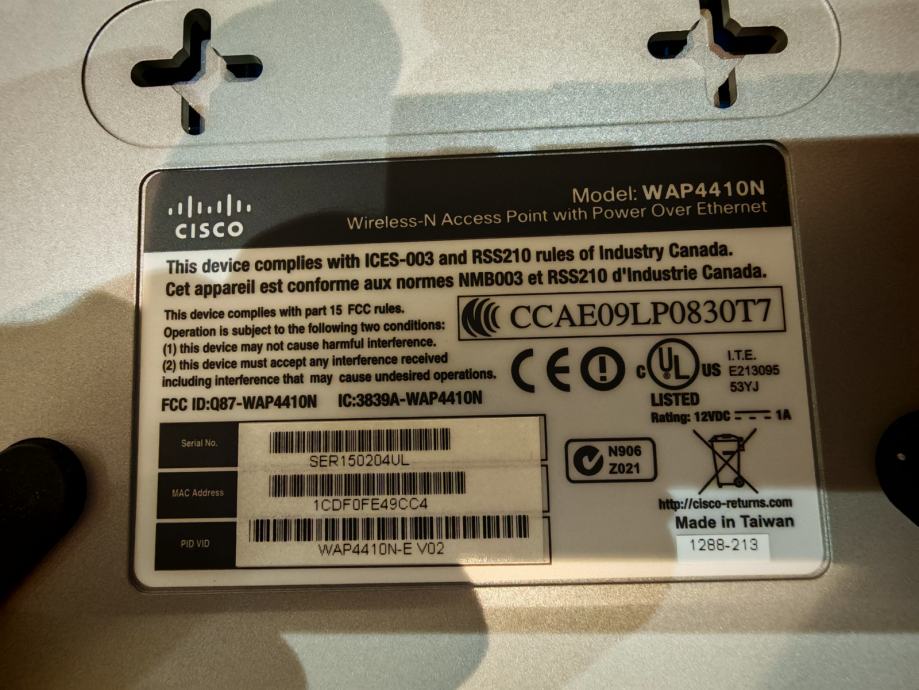 CISCO
Model: WAP4410N
Wireless-N Access Point with Power Over Ethernet
This device complies with ICES-003 and RSS210 rules of Industry Canada.
Cet appareil est conforme aux normes NMB003 et RSS210 d'Industrie Canada.
This device complies with part 15 FCC rules.
Operation is subject to the following two conditions:
(1) this device may not cause harmful interference.
(2) this device must accept any interference received
including interference that may cause undesired operations.
FCC ID:Q87-WAP4410N IC:3839A-WAP4410N
CCAE09LP0830T7
CE
C UL US
LISTED
I.T.E.
E213095
53YJ
Rating: 12VDC 1A
Serial No.
SER150204UL
MAC Address
1CDF0FE49CC4
PID VID
WAP4410N-E V02
N906
Z021
http://cisco-returns.com
Made in Taiwan
1288-213